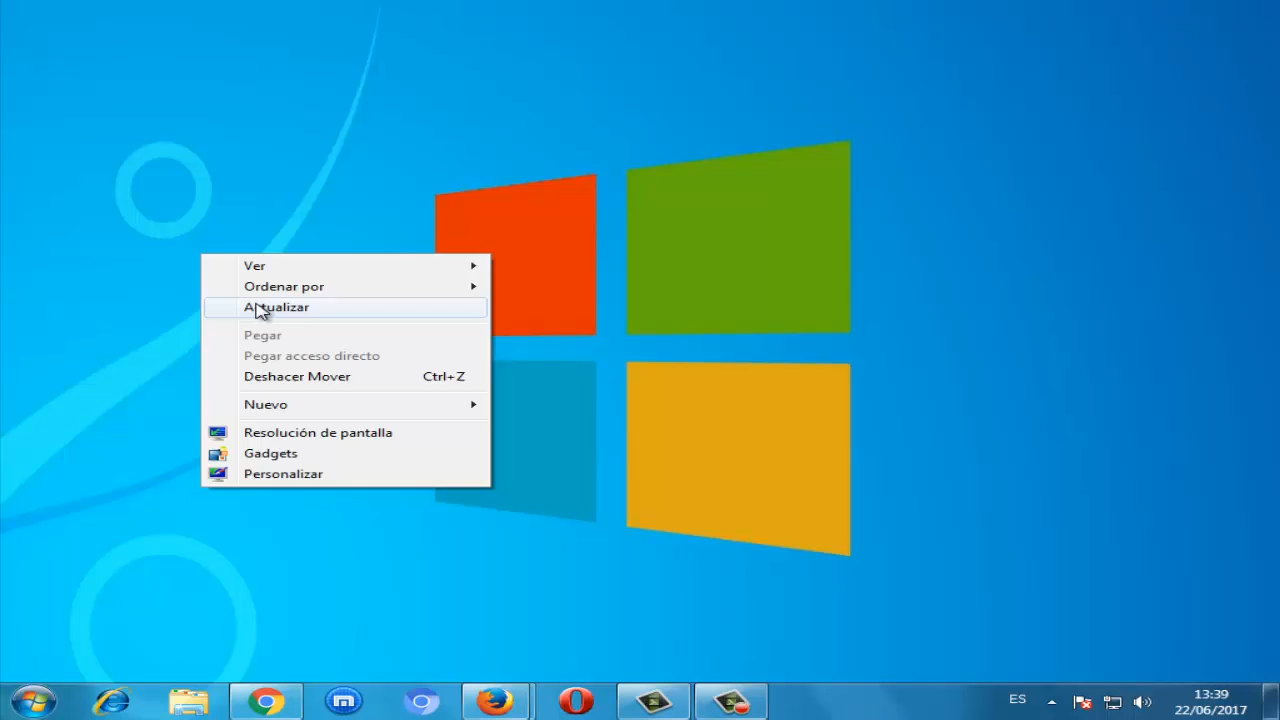 Ver
Ordenar por
Actualizar
Pegar
Pegar acceso directo
Deshacer Mover Ctrl+Z
Nuevo
Resolución de pantalla
Gadgets
Personalizar
ES
13:39
22/06/2017